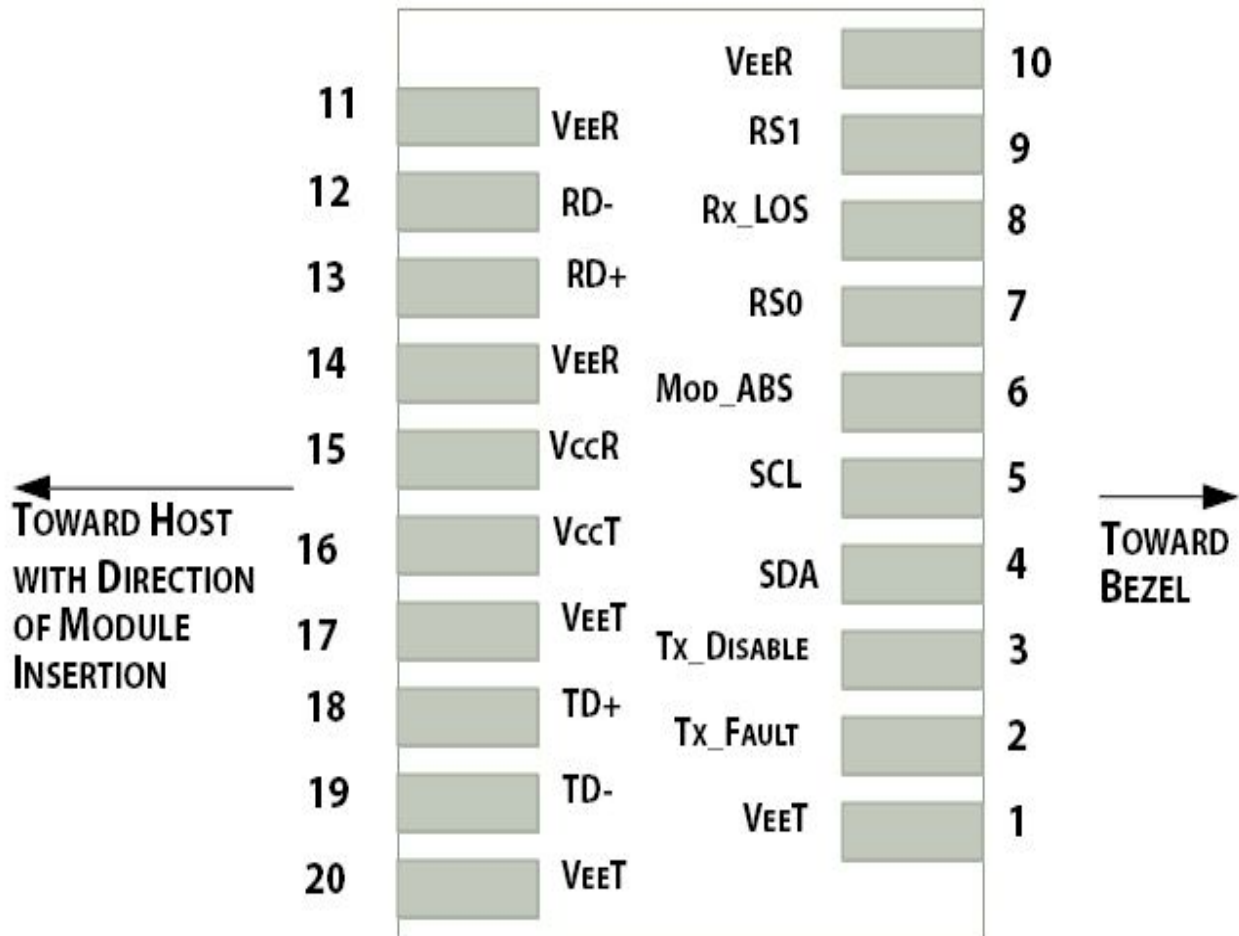 11 VEER
12 RD-
13 RD+
14 VEER
15 VCCR
16 VCCT
17 VEET
18 TD+
19 TD-
20 VEET
VEER 10
RS1 9
RX_LOS 8
RS0 7
MOD_ABS 6
SCL 5
SDA 4
TX_DISABLE 3
TX_FAULT 2
VEET 1
TOWARD HOST
WITH DIRECTION
OF MODULE
INSERTION
TOWARD
BEZEL